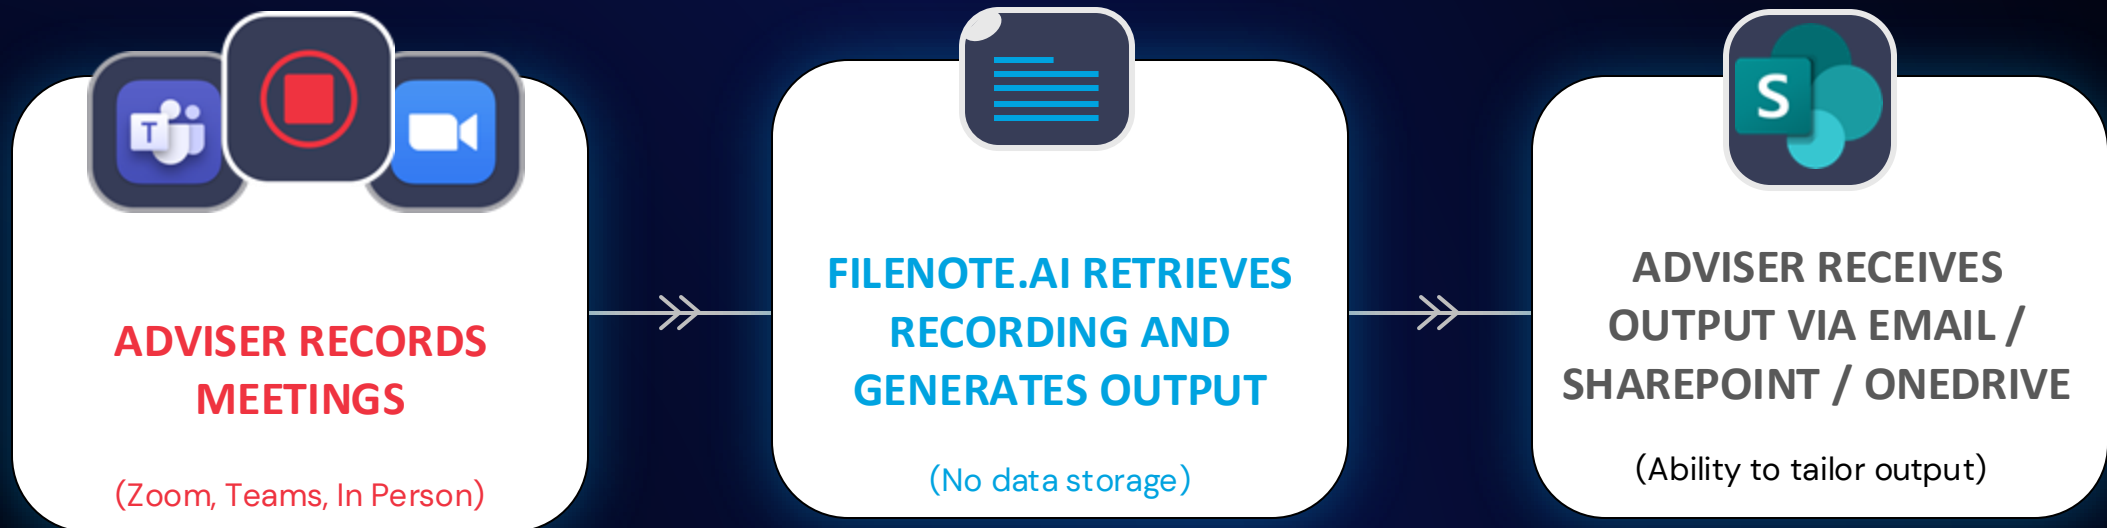 T
S
ADVISER RECORDS
MEETINGS
(Zoom, Teams, In Person)
FILENOTE.AI RETRIEVES
RECORDING AND
GENERATES OUTPUT
(No data storage)
ADVISER RECEIVES
OUTPUT VIA EMAIL /
SHAREPOINT / ONEDRIVE
(Ability to tailor output)